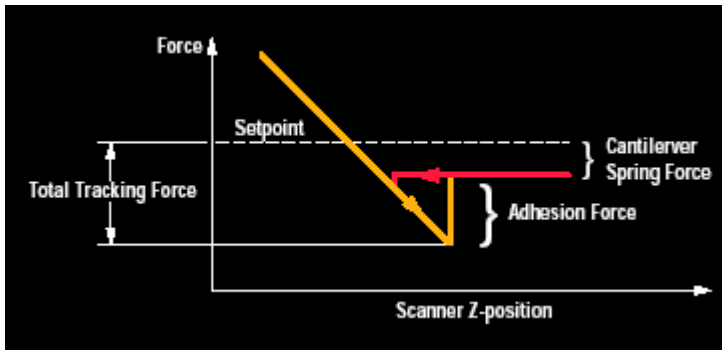 Force
Setpoint
Cantilerver
Spring Force
Total Tracking Force
Adhesion Force
Scanner Z-position